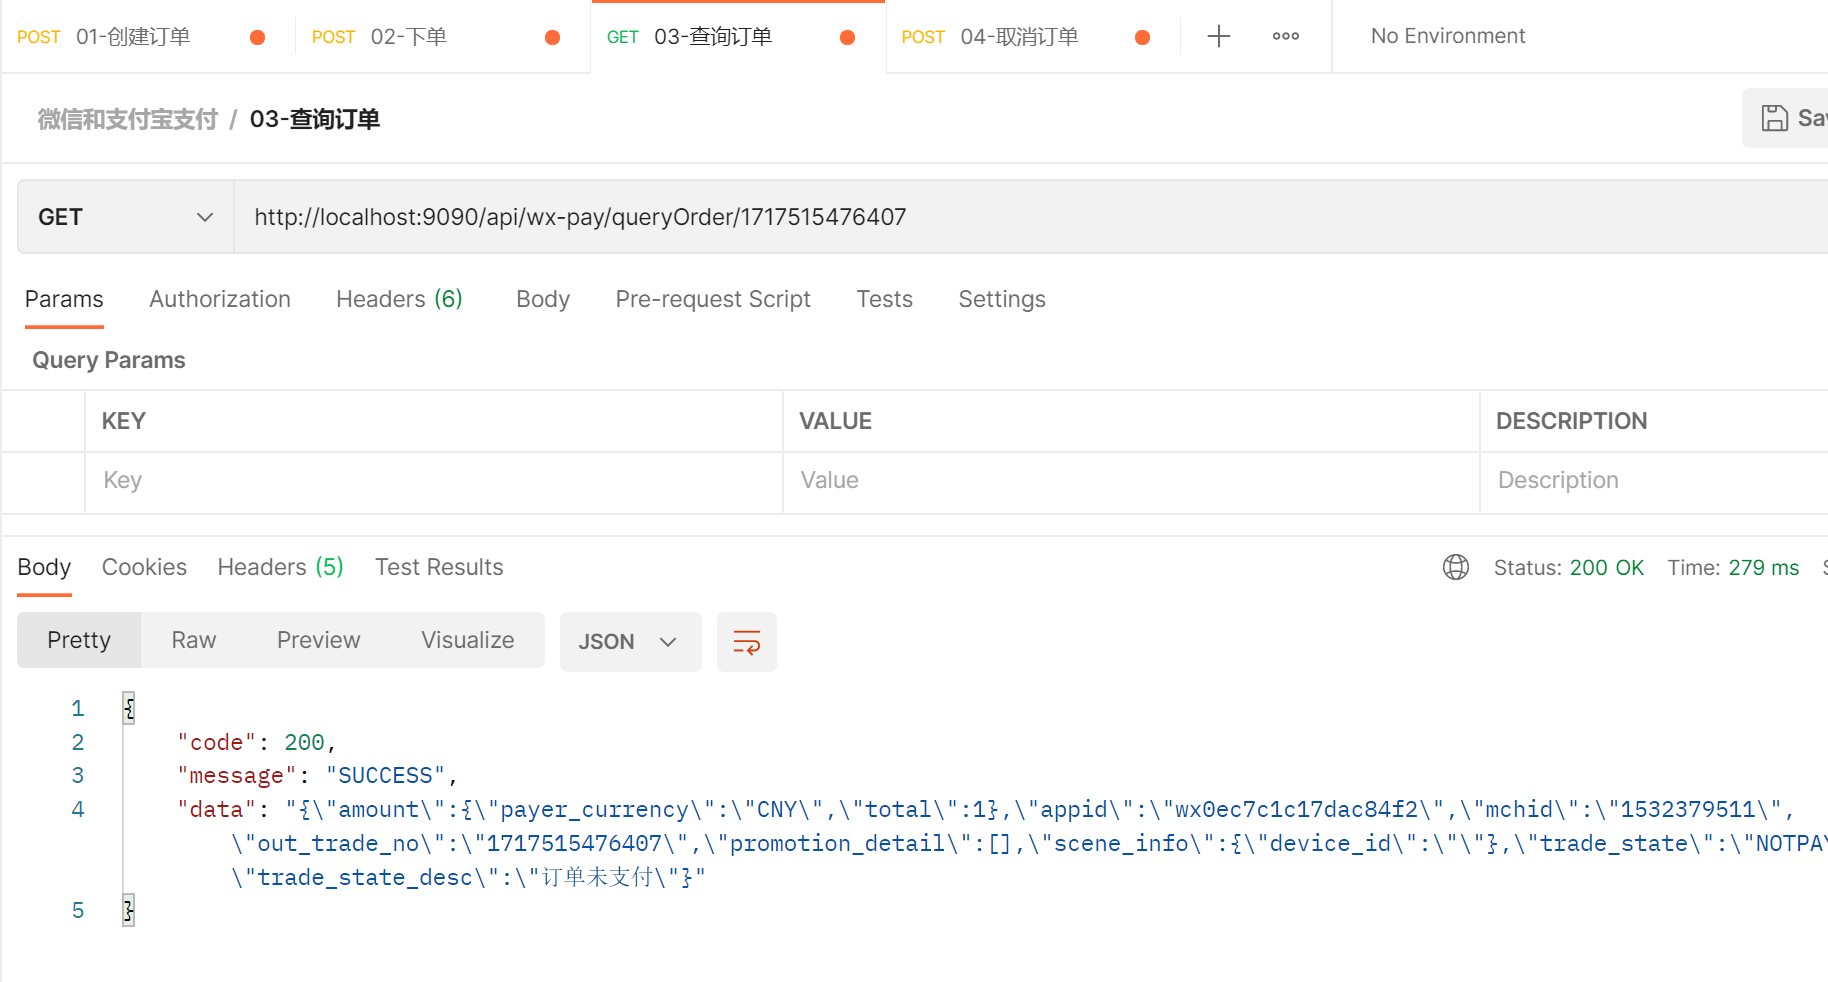 POST 01-创建订单 POST 02-下单 GET 03-查询订单 POST 04-取消订单 No Environment
微信和支付宝支付 / 03-查询订单
GET http://localhost:9090/api/wx-pay/queryOrder/1717515476407
Params Authorization Headers (6) Body Pre-request Script Tests Settings
Query Params
KEY VALUE DESCRIPTION
Key Value Description
Body Cookies Headers (5) Test Results Status: 200 OK Time: 279 ms
Pretty Raw Preview Visualize JSON
1 {
2 "code": 200,
3 "message": "SUCCESS",
4 "data": "{\"amount\":{\"payer_currency\":\"CNY\",\"total\":1},\"appid\":\"wx0ec7c1c17dac84f2\",\"mchid\":\"1532379511\",
\"out_trade_no\":\"1717515476407\",\"promotion_detail\":[],\"scene_info\":{\"device_id\":\"\"},\"trade_state\":\"NOTPAY
\"trade_state_desc\":\"订单未支付\"}"
5 }